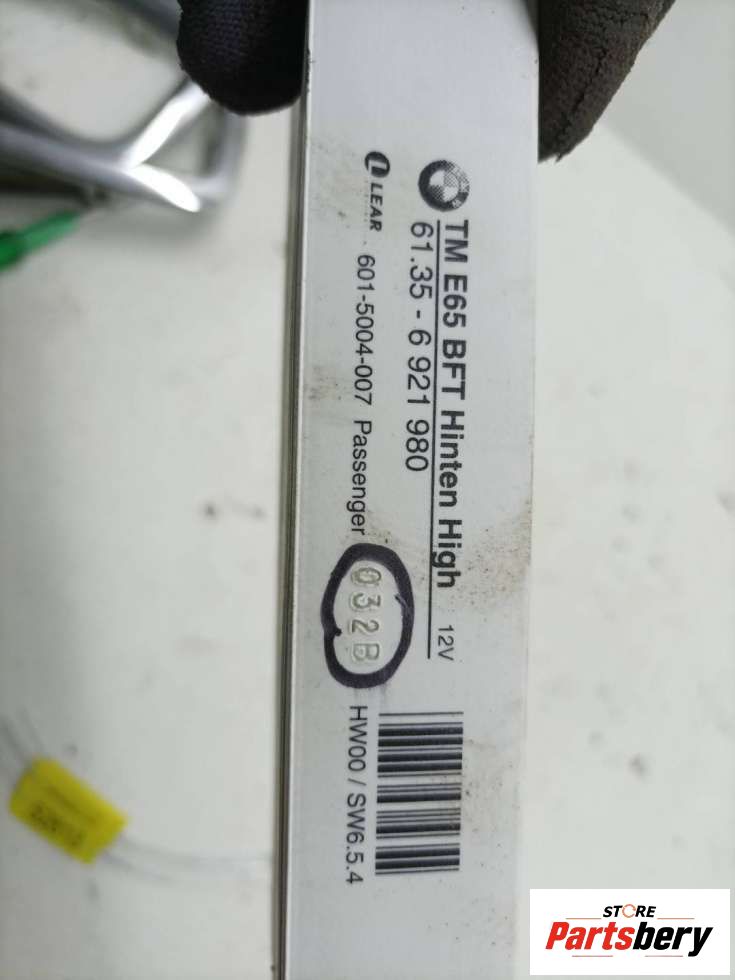 TM E65 BFT Hinten High 12V
61.35 - 6 921 980
LEAR 601-5004-007 Passenger 032B HW00 / SW6.5.4
STORE
Partsbery